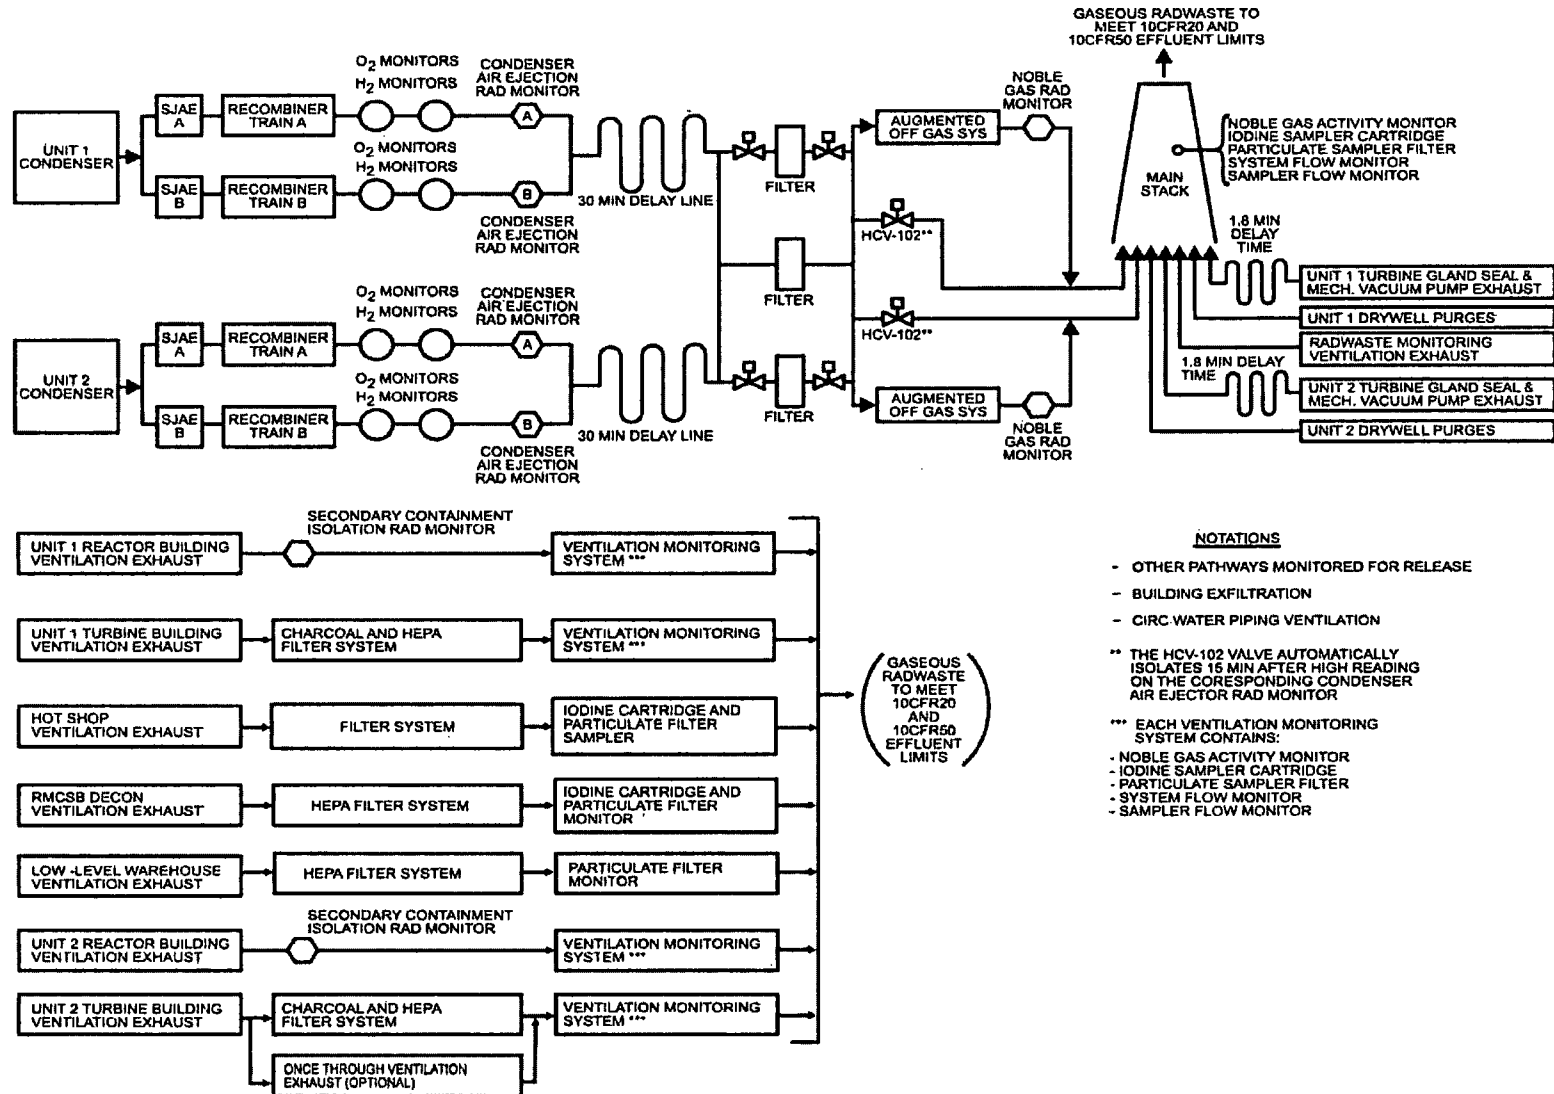 GASEOUS RADWASTE TO
MEET 10CFR20 AND
10CFR50 EFFLUENT LIMITS
O2 MONITORS
H2 MONITORS
CONDENSER
AIR EJECTION
RAD MONITOR
NOBLE
GAS RAD
MONITOR
UNIT 1
CONDENSER
SJAE
A
RECOMBINER
TRAIN A
A
AUGMENTED
OFF GAS SYS
NOBLE GAS ACTIVITY MONITOR
IODINE SAMPLER CARTRIDGE
PARTICULATE SAMPLER FILTER
SYSTEM FLOW MONITOR
SAMPLER FLOW MONITOR
MAIN
STACK
O2 MONITORS
H2 MONITORS
SJAE
B
RECOMBINER
TRAIN B
B
CONDENSER
AIR EJECTION
RAD MONITOR
30 MIN DELAY LINE
FILTER
HCV-102**
1.8 MIN
DELAY
TIME
UNIT 1 TURBINE GLAND SEAL &
MECH. VACUUM PUMP EXHAUST
FILTER
UNIT 1 DRYWELL PURGES
HCV-102**
RADWASTE MONITORING
VENTILATION EXHAUST
1.8 MIN DELAY
TIME
UNIT 2 TURBINE GLAND SEAL &
MECH. VACUUM PUMP EXHAUST
UNIT 2 DRYWELL PURGES
O2 MONITORS
H2 MONITORS
CONDENSER
AIR EJECTION
RAD MONITOR
UNIT 2
CONDENSER
SJAE
A
RECOMBINER
TRAIN A
A
O2 MONITORS
H2 MONITORS
SJAE
B
RECOMBINER
TRAIN B
B
CONDENSER
AIR EJECTION
RAD MONITOR
30 MIN DELAY LINE
FILTER
AUGMENTED
OFF GAS SYS
NOBLE
GAS RAD
MONITOR
SECONDARY CONTAINMENT
ISOLATION RAD MONITOR
UNIT 1 REACTOR BUILDING
VENTILATION EXHAUST
VENTILATION MONITORING
SYSTEM ***
UNIT 1 TURBINE BUILDING
VENTILATION EXHAUST
CHARCOAL AND HEPA
FILTER SYSTEM
VENTILATION MONITORING
SYSTEM ***
HOT SHOP
VENTILATION EXHAUST
FILTER SYSTEM
IODINE CARTRIDGE AND
PARTICULATE FILTER
SAMPLER
RMCSB DECON
VENTILATION EXHAUST
HEPA FILTER SYSTEM
IODINE CARTRIDGE AND
PARTICULATE FILTER
MONITOR
LOW -LEVEL WAREHOUSE
VENTILATION EXHAUST
HEPA FILTER SYSTEM
PARTICULATE FILTER
MONITOR
SECONDARY CONTAINMENT
ISOLATION RAD MONITOR
UNIT 2 REACTOR BUILDING
VENTILATION EXHAUST
VENTILATION MONITORING
SYSTEM ***
UNIT 2 TURBINE BUILDING
VENTILATION EXHAUST
CHARCOAL AND HEPA
FILTER SYSTEM
VENTILATION MONITORING
SYSTEM ***
ONCE THROUGH VENTILATION
EXHAUST (OPTIONAL)
GASEOUS
RADWASTE
TO MEET
10CFR20
AND
10CFR50
EFFLUENT
LIMITS
NOTATIONS
- OTHER PATHWAYS MONITORED FOR RELEASE
- BUILDING EXFILTRATION
- CIRC WATER PIPING VENTILATION
** THE HCV-102 VALVE AUTOMATICALLY
ISOLATES 15 MIN AFTER HIGH READING
ON THE CORESPONDING CONDENSER
AIR EJECTOR RAD MONITOR
*** EACH VENTILATION MONITORING
SYSTEM CONTAINS:
- NOBLE GAS ACTIVITY MONITOR
- IODINE SAMPLER CARTRIDGE
- PARTICULATE SAMPLER FILTER
- SYSTEM FLOW MONITOR
- SAMPLER FLOW MONITOR